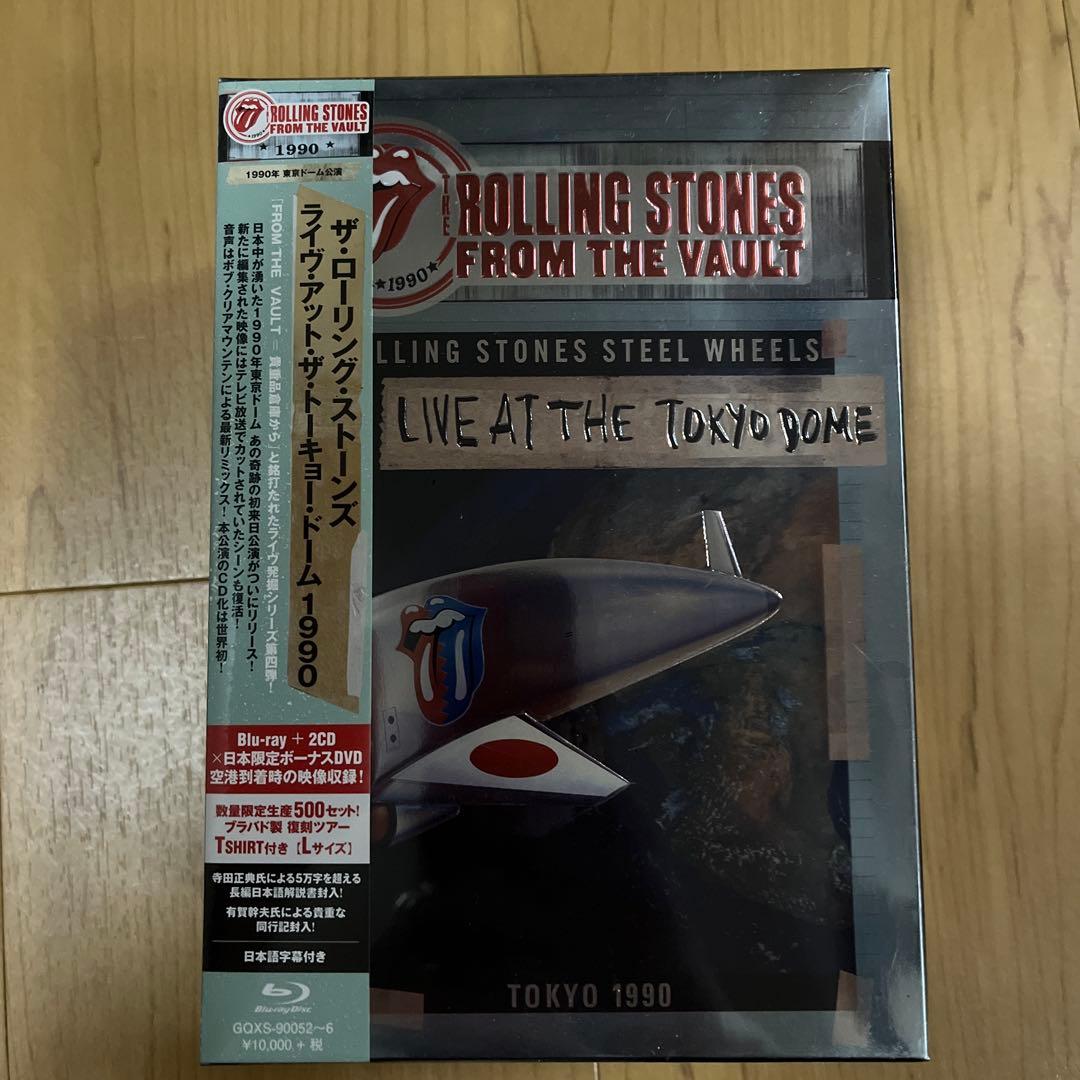 ROLLING STONES
FROM THE VAULT
1990
1990年 東京ドーム公演
ザ・ローリング・ストーンズ
ライヴ・アット・ザ・トーキョー・ドーム 1990
「FROM THE VAULT = 貴重品倉庫から」と銘打たれたライヴ発掘シリーズ第四弾!
日本中が湧いた1990年東京ドーム あの奇跡の初来日公演がついにリリース!
新たに編集された映像にはテレビ放送でカットされていたシーンも復活!
音声はボブ・クリアマウンテンによる最新リミックス! 本公演のCD化は世界初!
Blu-ray + 2CD
×日本限定ボーナスDVD
空港到着時の映像収録!
数量限定生産500セット!
ブラバド製 復刻ツアー
TSHIRT付き【Lサイズ】
寺田正典氏による5万字を超える
長編日本語解説書封入!
有賀幹夫氏による貴重な
同行記封入!
日本語字幕付き
Blu-ray Disc
GQXS-90052〜6
¥10,000 + 税
THE
ROLLING STONES
FROM THE VAULT
1990
LLING STONES STEEL WHEELS
LIVE AT THE TOKYO DOME
TOKYO 1990